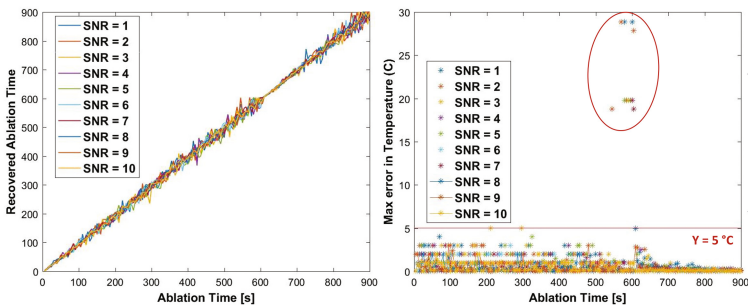 900
800
700
600
500
400
300
200
100
0
Recovered Ablation Time
SNR = 1
SNR = 2
SNR = 3
SNR = 4
SNR = 5
SNR = 6
SNR = 7
SNR = 8
SNR = 9
SNR = 10
0 100 200 300 400 500 600 700 800 900
Ablation Time [s]
30
25
20
15
10
5
0
Max error in Temperature (C)
SNR = 1
SNR = 2
SNR = 3
SNR = 4
SNR = 5
SNR = 6
SNR = 7
SNR = 8
SNR = 9
SNR = 10
Y = 5 °C
0 100 200 300 400 500 600 700 800 900
Ablation Time [s]